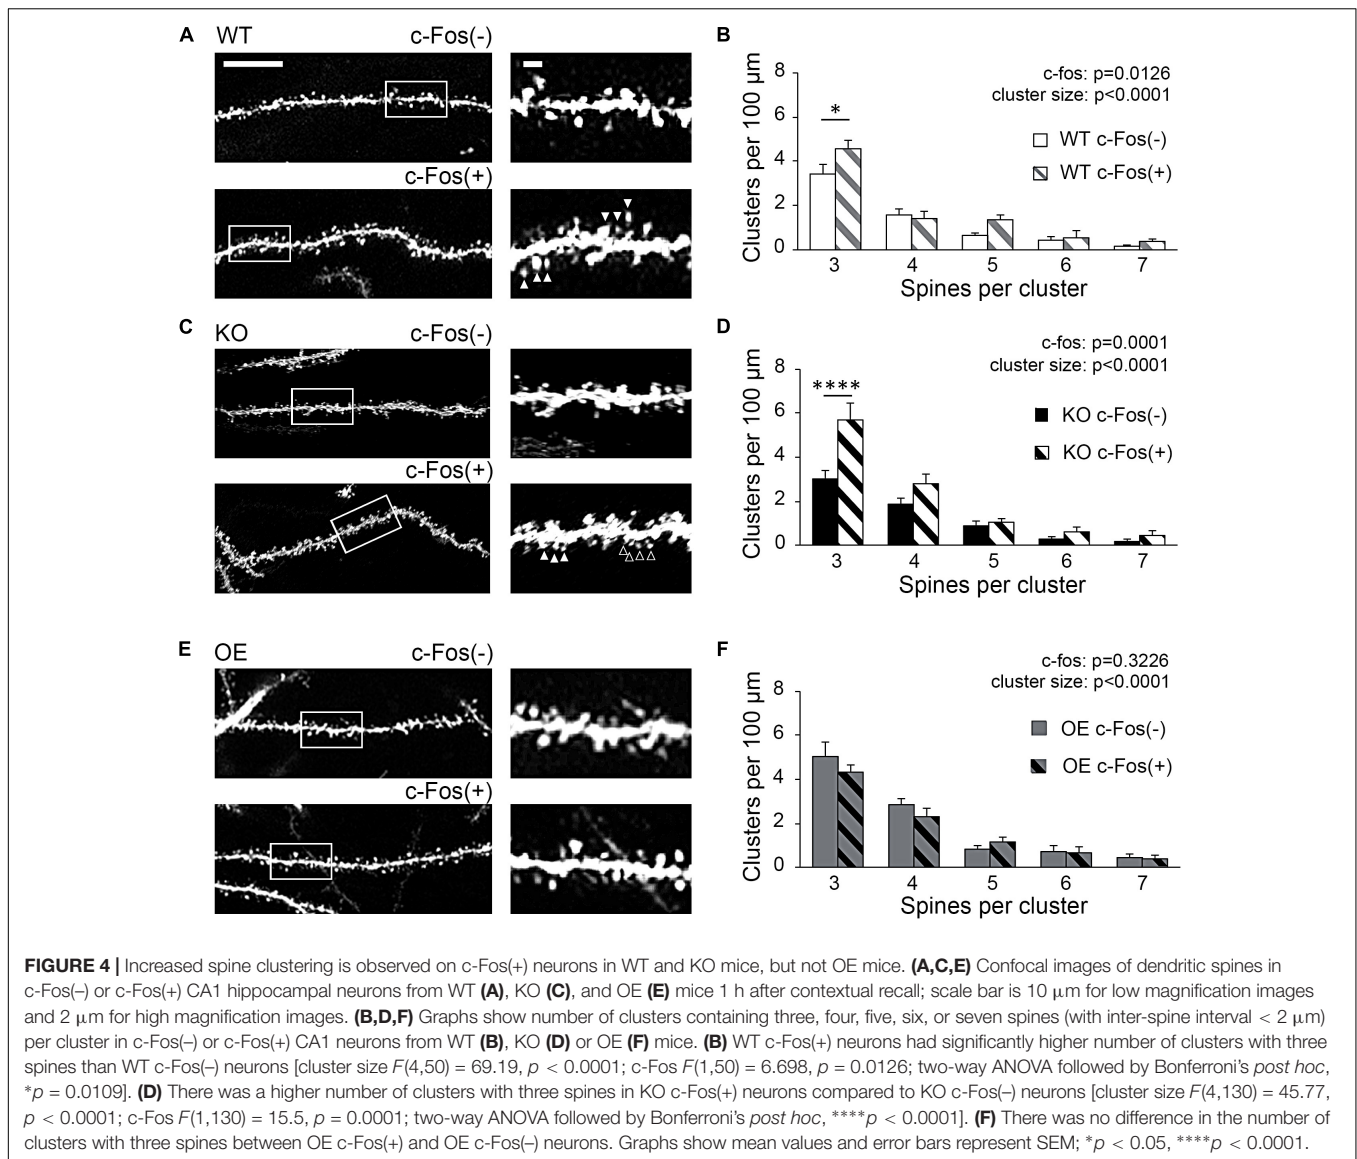 A WT c-Fos(-)
c-Fos(+)
B
Clusters per 100 μm
8
6
4
2
0
c-fos: p=0.0126
cluster size: p<0.0001
*
WT c-Fos(-)
WT c-Fos(+)
3 4 5 6 7
Spines per cluster
C KO c-Fos(-)
c-Fos(+)
D
Clusters per 100 μm
8
6
4
2
0
c-fos: p=0.0001
cluster size: p<0.0001
****
KO c-Fos(-)
KO c-Fos(+)
3 4 5 6 7
Spines per cluster
E OE c-Fos(-)
c-Fos(+)
F
Clusters per 100 μm
8
6
4
2
0
c-fos: p=0.3226
cluster size: p<0.0001
OE c-Fos(-)
OE c-Fos(+)
3 4 5 6 7
Spines per cluster
FIGURE 4 | Increased spine clustering is observed on c-Fos(+) neurons in WT and KO mice, but not OE mice. (A,C,E) Confocal images of dendritic spines in
c-Fos(–) or c-Fos(+) CA1 hippocampal neurons from WT (A), KO (C), and OE (E) mice 1 h after contextual recall; scale bar is 10 μm for low magnification images
and 2 μm for high magnification images. (B,D,F) Graphs show number of clusters containing three, four, five, six, or seven spines (with inter-spine interval < 2 μm)
per cluster in c-Fos(–) or c-Fos(+) CA1 neurons from WT (B), KO (D) or OE (F) mice. (B) WT c-Fos(+) neurons had significantly higher number of clusters with three
spines than WT c-Fos(–) neurons [cluster size F(4,50) = 69.19, p < 0.0001; c-Fos F(1,50) = 6.698, p = 0.0126; two-way ANOVA followed by Bonferroni's post hoc,
*p = 0.0109]. (D) There was a higher number of clusters with three spines in KO c-Fos(+) neurons compared to KO c-Fos(–) neurons [cluster size F(4,130) = 45.77,
p < 0.0001; c-Fos F(1,130) = 15.5, p = 0.0001; two-way ANOVA followed by Bonferroni's post hoc, ****p < 0.0001]. (F) There was no difference in the number of
clusters with three spines between OE c-Fos(+) and OE c-Fos(–) neurons. Graphs show mean values and error bars represent SEM; *p < 0.05, ****p < 0.0001.